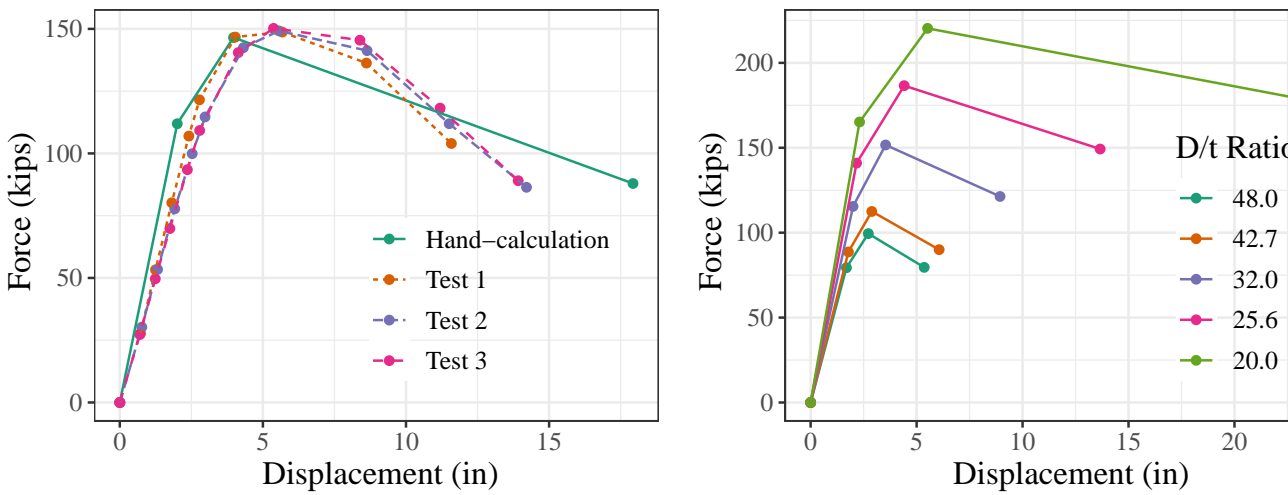 150
100
50
0
Force (kips)
0
5
10
15
Displacement (in)
Hand−calculation
Test 1
Test 2
Test 3
200
150
100
50
0
Force (kips)
0
5
10
15
20
Displacement (in)
D/t Ratio
48.0
42.7
32.0
25.6
20.0